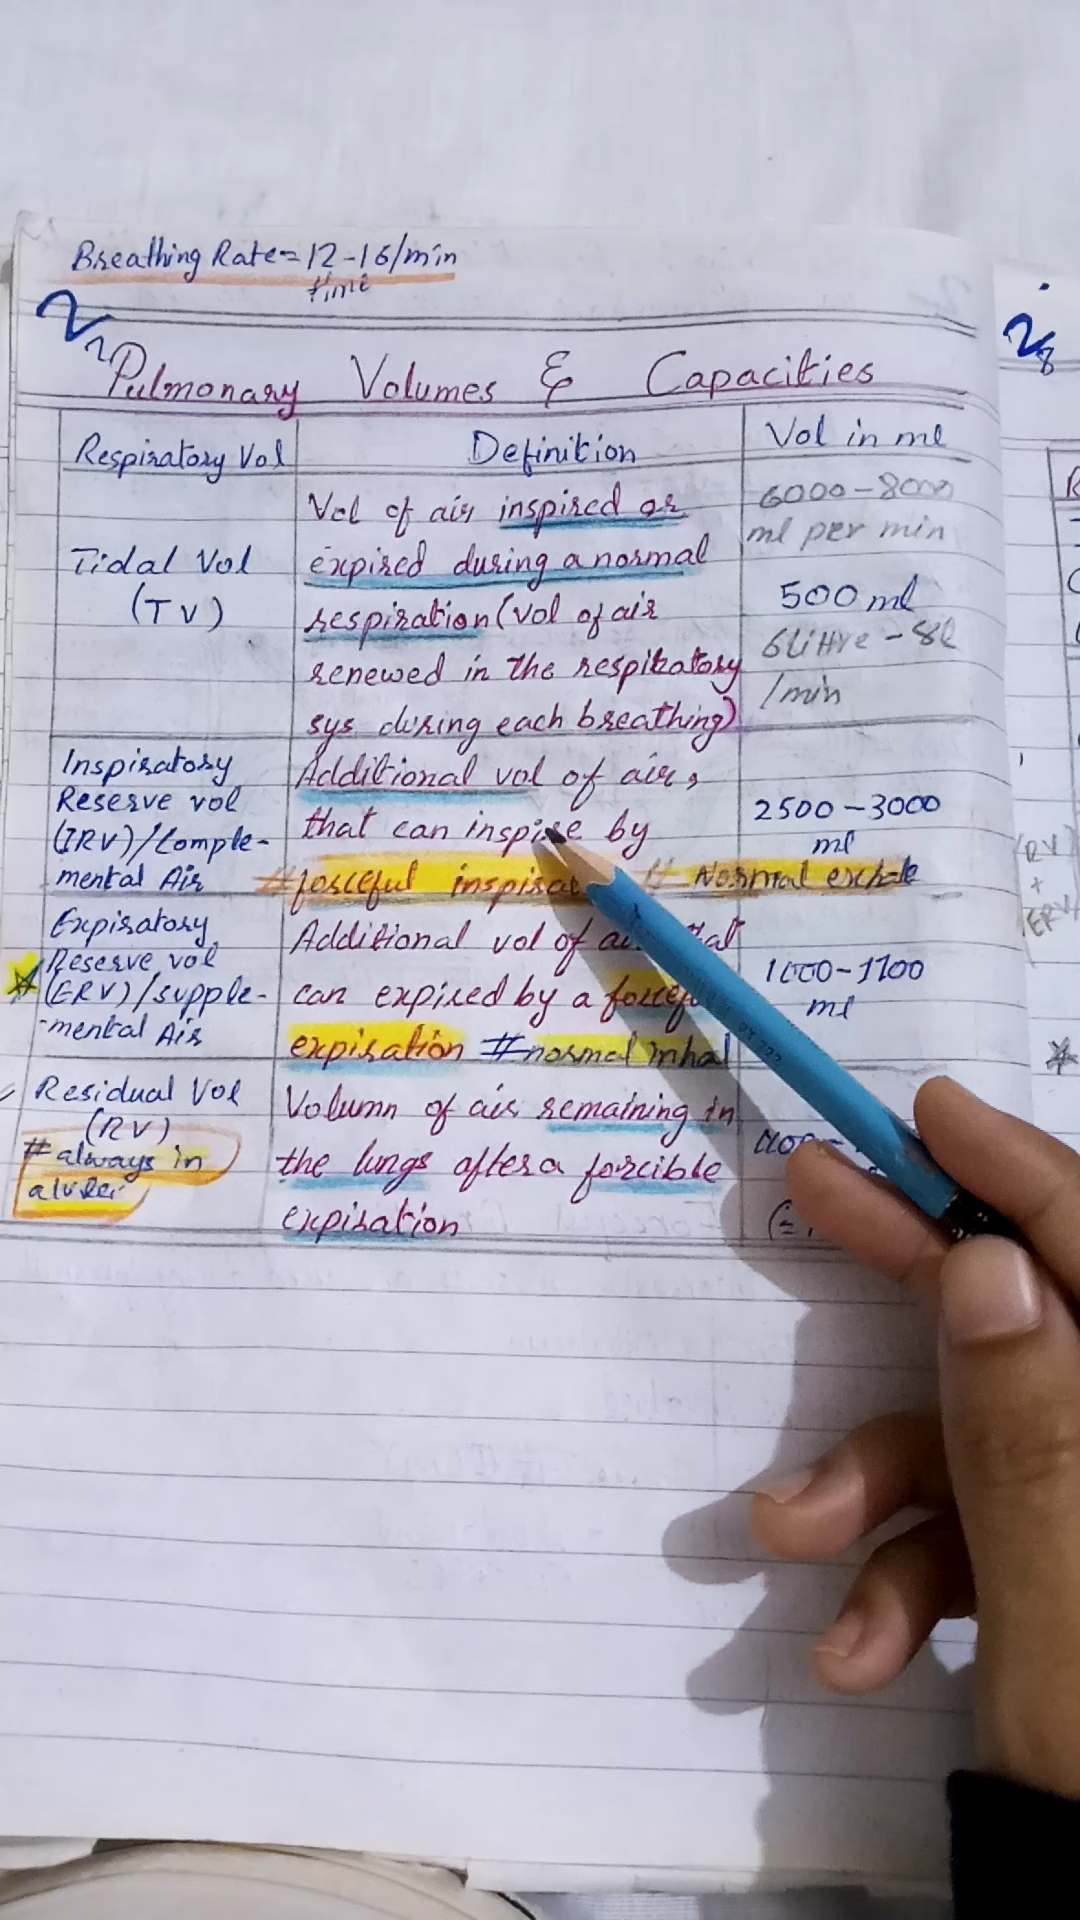 Breathing Rate = 12-16/min
time
Pulmonary Volumes & Capacities
Respiratory Vol
Definition
Vol in ml
Tidal Vol
(TV)
Vol of air inspired or
expired during a normal
respiration (vol of air
renewed in the respiratory
sys during each breathing)
6000-8000
ml per min
500 ml
6 littre - 8l
/min
Inspiratory
Reserve vol
(IRV)/Comple-
mental Air
Additional vol of air,
that can inspire by
#forceful # Normal exhale
2500-3000
ml
Expiratory
Reserve vol
(ERV)/supple-
mental Air
Additional vol of
can expired by a
expiration #normal inhal
1000-1100
ml
Residual Vol
(RV)
#always in
Volumn of air remaining in
the lungs after a forcible
expiration
28
(RV)
+
ERV